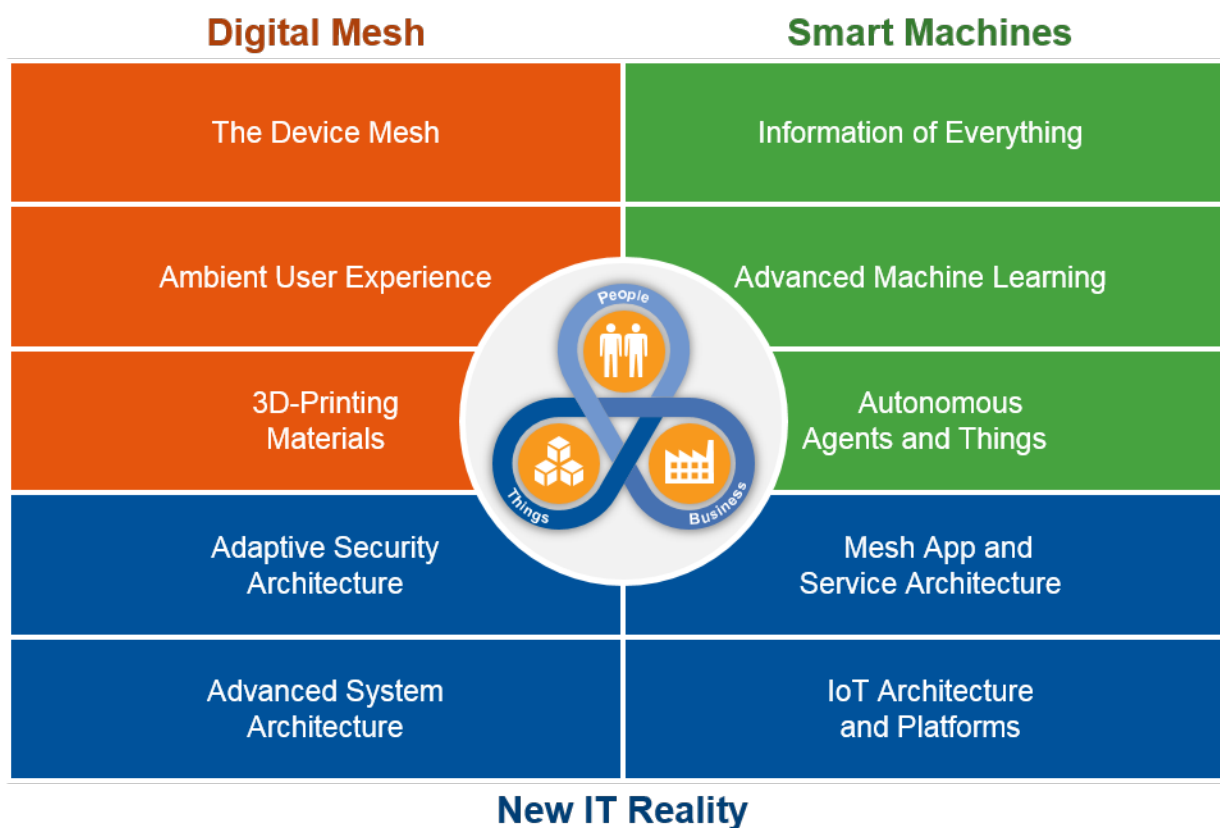 Digital Mesh
Smart Machines
The Device Mesh
Information of Everything
Ambient User Experience
Advanced Machine Learning
3D-Printing
Materials
People
Things
Business
Autonomous
Agents and Things
Adaptive Security
Architecture
Mesh App and
Service Architecture
Advanced System
Architecture
IoT Architecture
and Platforms
New IT Reality